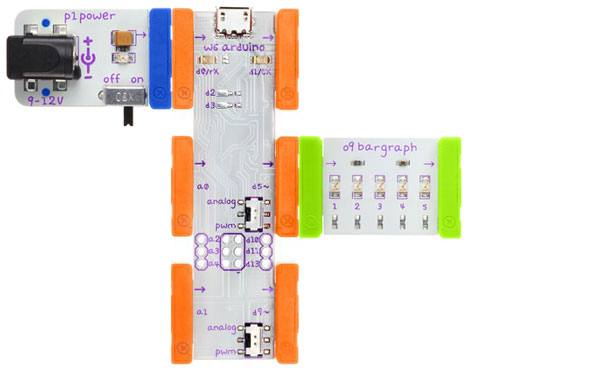 p1 power
+
-
off on
9-12V
w6 arduino
d0/rx d1/tx
d2
d3
a0 d5~
analog
pwm
a2 d10
a3 d11
a4 d13
a1 d9~
analog
pwm
o9 bargraph
1 2 3 4 5